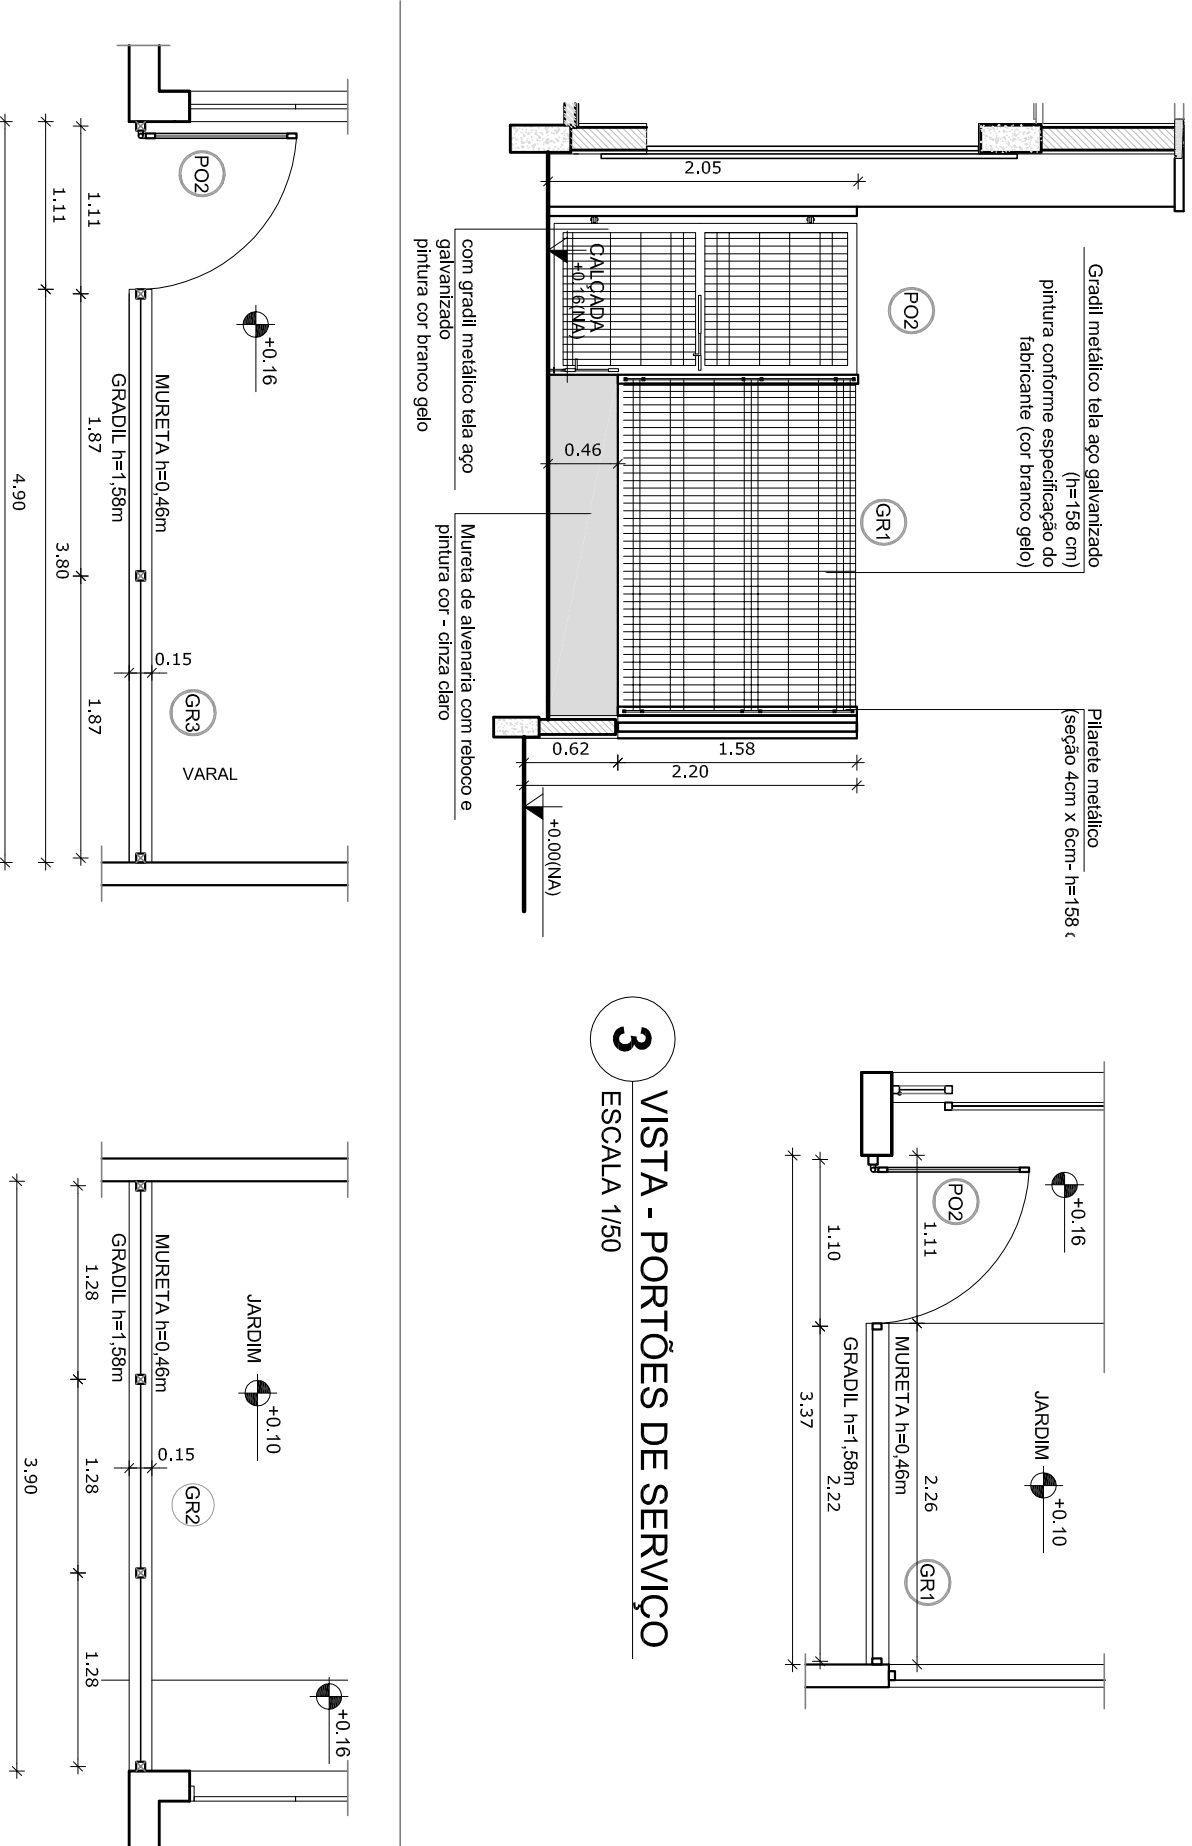 Gradil metálico tela aço galvanizado
(h=158 cm)
pintura conforme especificação do
fabricante (cor branco gelo)
Pilarete metálico
(seção 4cm x 6cm- h=158
PO2
GR1
2.05
CALÇADA
+0.16(NA)
0.46
0.62
1.58
2.20
+0.00(NA)
com gradil metálico tela aço
galvanizado
pintura cor branco gelo
Mureta de alvenaria com reboco e
pintura cor - cinza claro
+0.16
PO2
JARDIM
+0.10
1.11
2.26
GR1
MURETA h=0,46m
GRADIL h=1,58m
1.10
2.22
3.37
3
VISTA - PORTÕES DE SERVIÇO
ESCALA 1/50
PO2
+0.16
MURETA h=0,46m
GRADIL h=1,58m
0.15
GR3
VARAL
1.11
1.87
1.87
1.11
3.80
4.90
+0.16
JARDIM
+0.10
MURETA h=0,46m
GRADIL h=1,58m
0.15
GR2
1.28
1.28
1.28
3.90